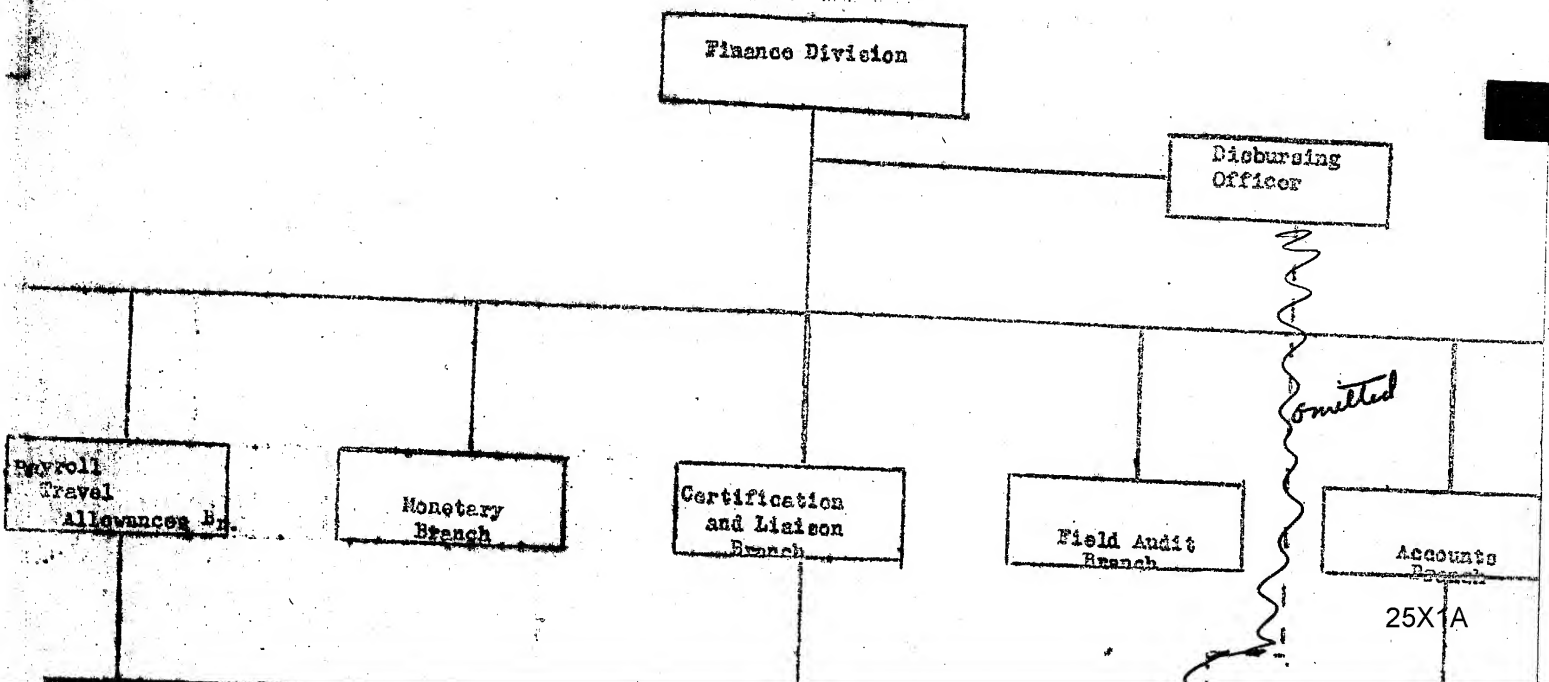 Finance Division
Disbursing
Officer
omitted
Payroll
Travel
Allowances Br.
Monetary
Branch
Certification
and Liaison
Branch
Field Audit
Branch
Accounts
Branch
25X1A